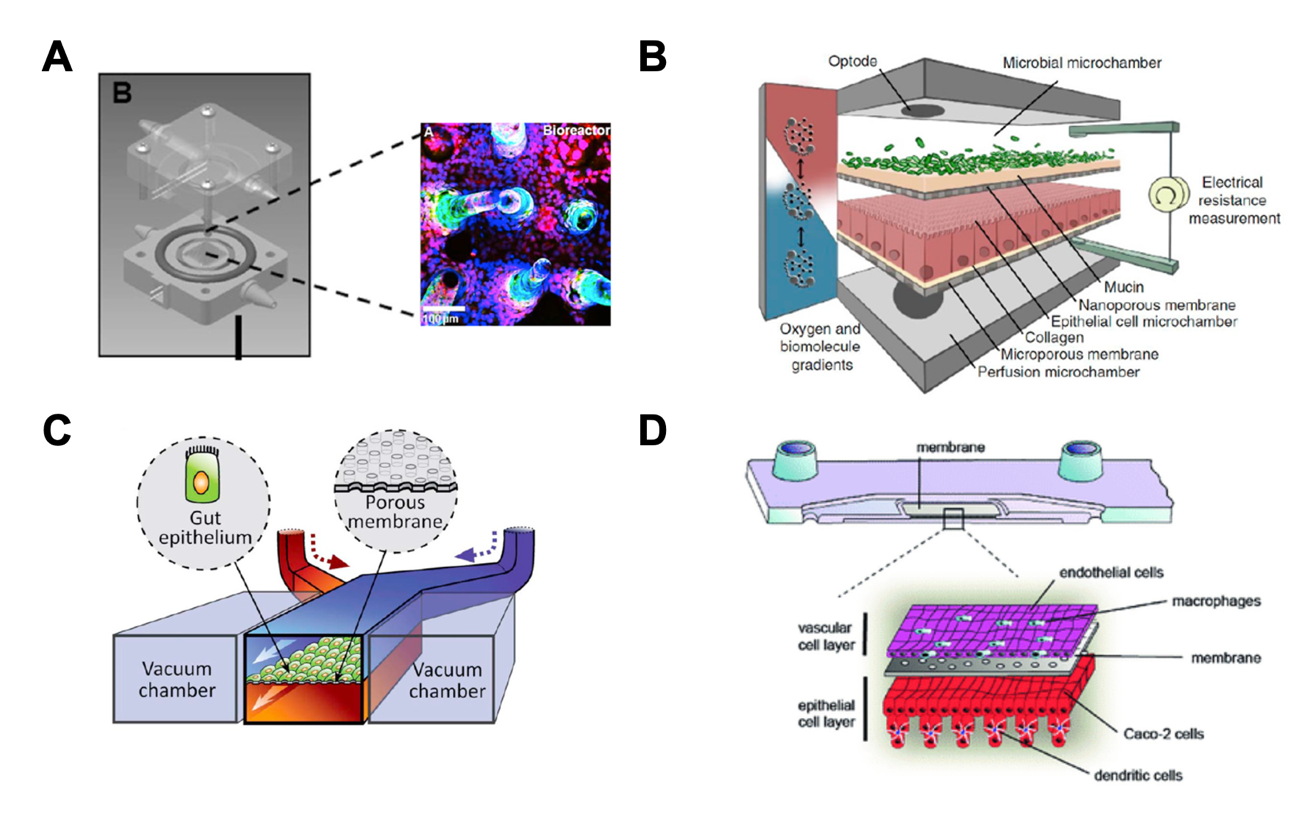 A
B
A
Bioreactor
100μm
B
Optode
Microbial microchamber
Electrical
resistance
measurement
Mucin
Nanoporous membrane
Epithelial cell microchamber
Collagen
Microporous membrane
Perfusion microchamber
Oxygen and
biomolecule
gradients
C
Gut
epithelium
Porous
membrane
Vacuum
chamber
Vacuum
chamber
D
membrane
endothelial cells
macrophages
vascular
cell layer
membrane
epithelial
cell layer
Caco-2 cells
dendritic cells